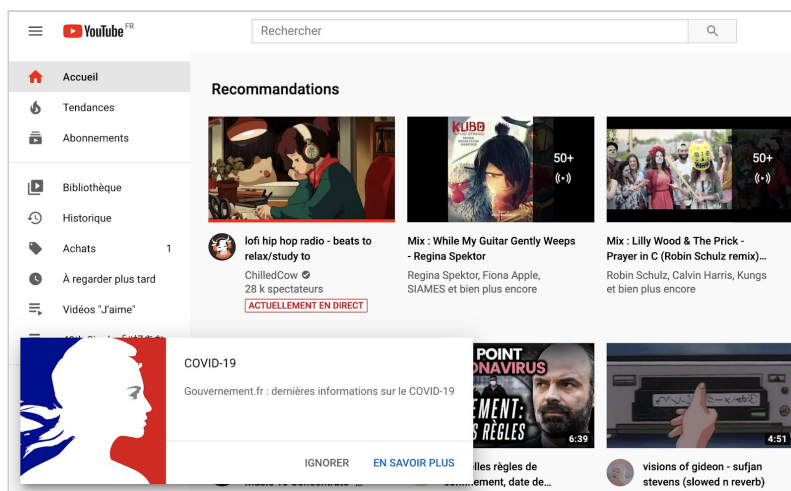 YouTube FR
Rechercher
Accueil
Tendances
Abonnements
Bibliothèque
Historique
Achats 1
À regarder plus tard
Vidéos "J'aime"
Recommandations
KUBO
50+
50+
lofi hip hop radio - beats to
relax/study to
ChilledCow
28 k spectateurs
ACTUELLEMENT EN DIRECT
Mix : While My Guitar Gently Weeps
- Regina Spektor
Regina Spektor, Fiona Apple,
SIAMES et bien plus encore
Mix : Lilly Wood & The Prick -
Prayer in C (Robin Schulz remix)...
Robin Schulz, Calvin Harris, Kungs
et bien plus encore
COVID-19
Gouvernement.fr : dernières informations sur le COVID-19
IGNORER
EN SAVOIR PLUS
POINT
6:39
4:51
visions of gideon - sufjan
stevens (slowed n reverb)
règles de
date de...